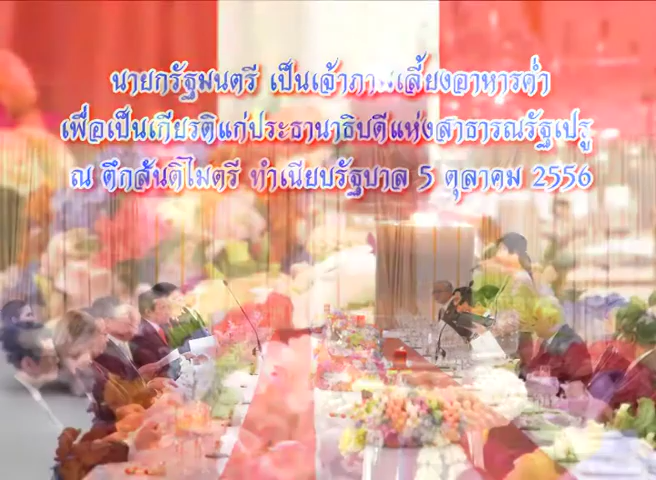 นายกรัฐมนตรี เป็นเจ้าภาพเลี้ยงอาหารค่ำ
เพื่อเป็นเกียรติแก่ประธานาธิบดีแห่งสาธารณรัฐเปรู
ณ ตึกสันติไมตรี ทำเนียบรัฐบาล 5 ตุลาคม 2556